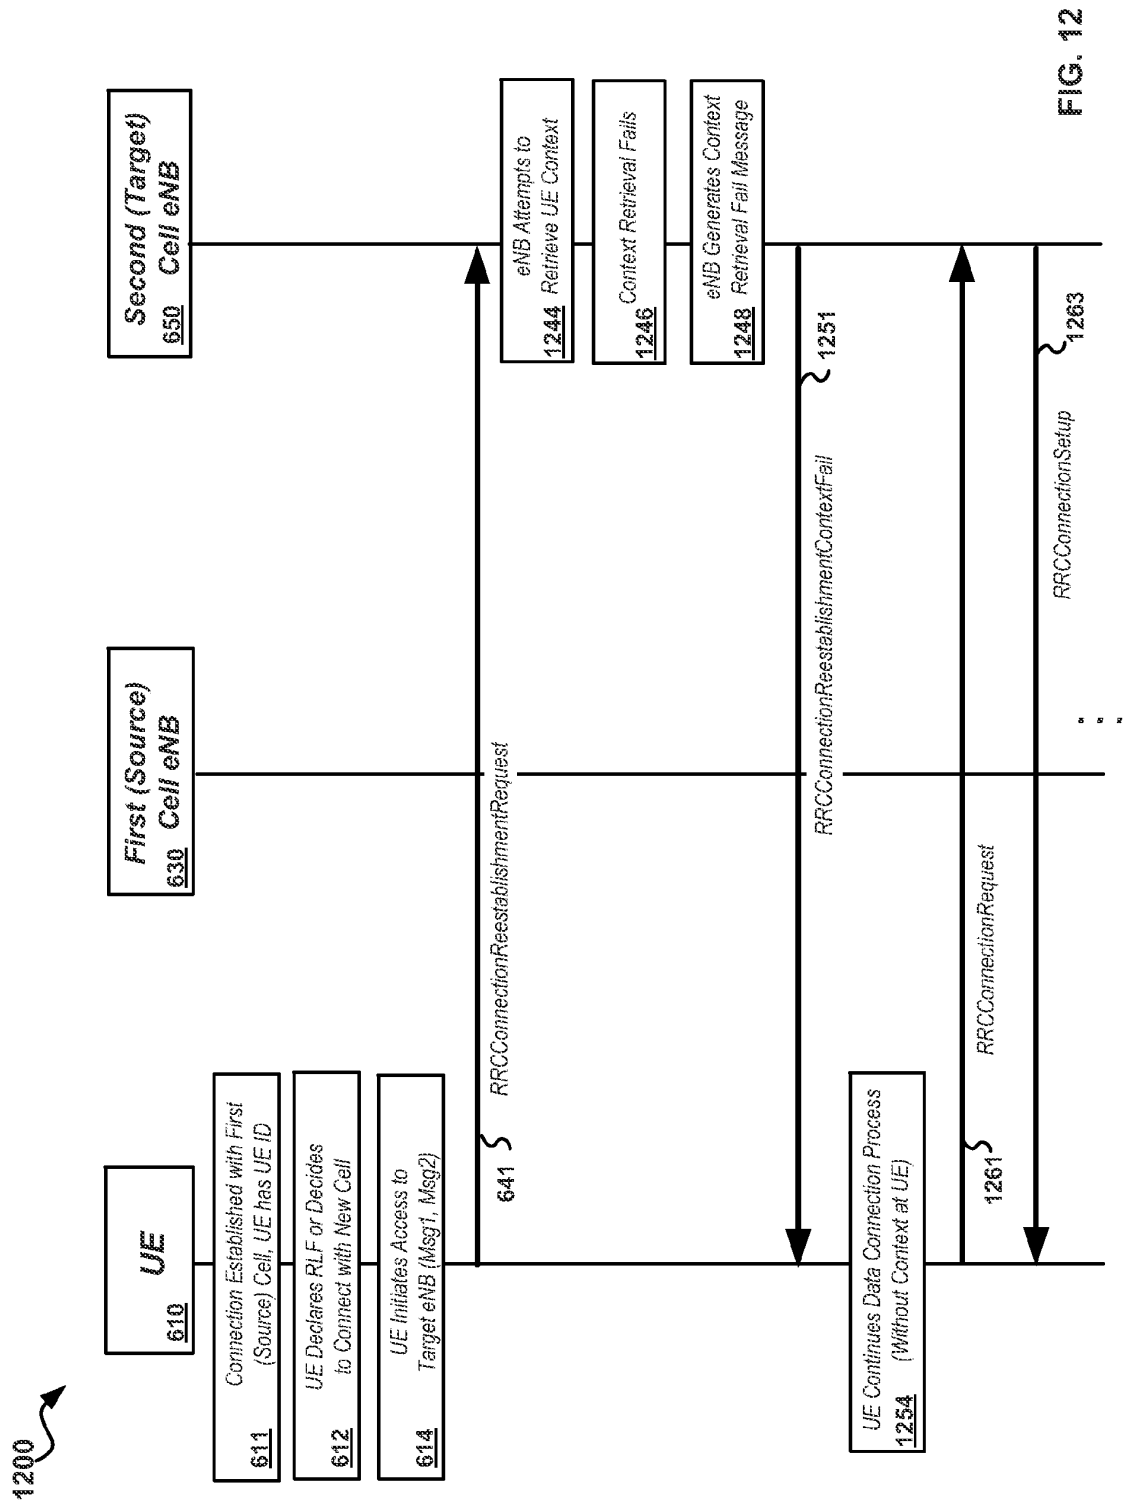 1200
UE
610
First (Source)
630 Cell eNB
Second (Target)
650 Cell eNB
Connection Established with First
611 (Source) Cell, UE has UE ID
UE Declares RLF or Decides
612 to Connect with New Cell
UE Initiates Access to
614 Target eNB (Msg1, Msg2)
641
RRCConnectionReestablishmentRequest
eNB Attempts to
1244 Retrieve UE Context
Context Retrieval Fails
1246
eNB Generates Context
1248 Retrieval Fail Message
1251
RRCConnectionReestablishmentContextFail
UE Continues Data Connection Process
1254 (Without Context at UE)
1261
RRCConnectionRequest
1263
RRCConnectionSetup
. . .
FIG. 12